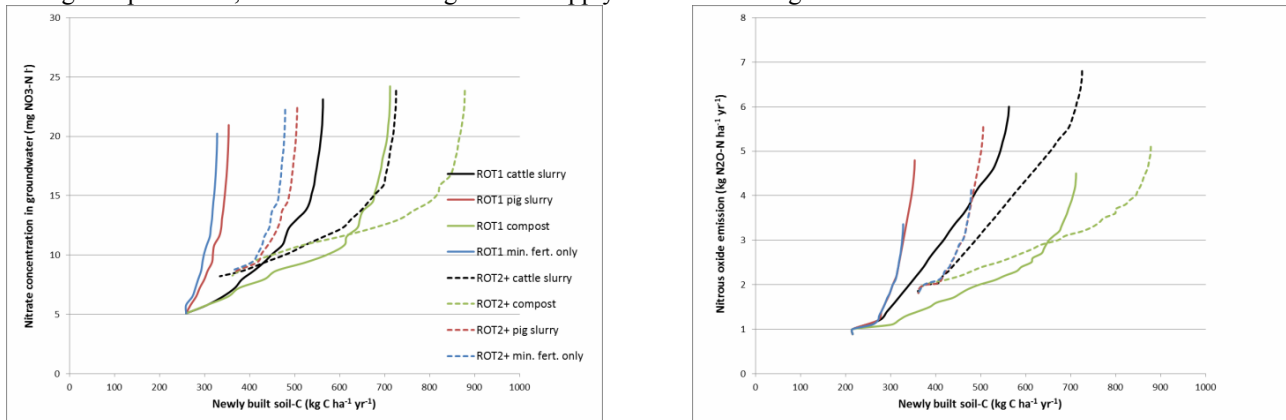 30
25
20
15
10
5
0
0 100 200 300 400 500 600 700 800 900 1000
Nitrate concentration in groundwater (mg NO3-N l-)
Newly built soil-C (kg C ha-1 yr-1)
ROT1 cattle slurry
ROT1 pig slurry
ROT1 compost
ROT1 min. fert. only
ROT2+ cattle slurry
ROT2+ compost
ROT2+ pig slurry
ROT2+ min. fert. only
8
7
6
5
4
3
2
1
0
0 100 200 300 400 500 600 700 800 900 1000
Nitrous oxide emission (kg N2O-N ha-1 yr-1)
Newly built soil-C (kg C ha-1 yr-1)